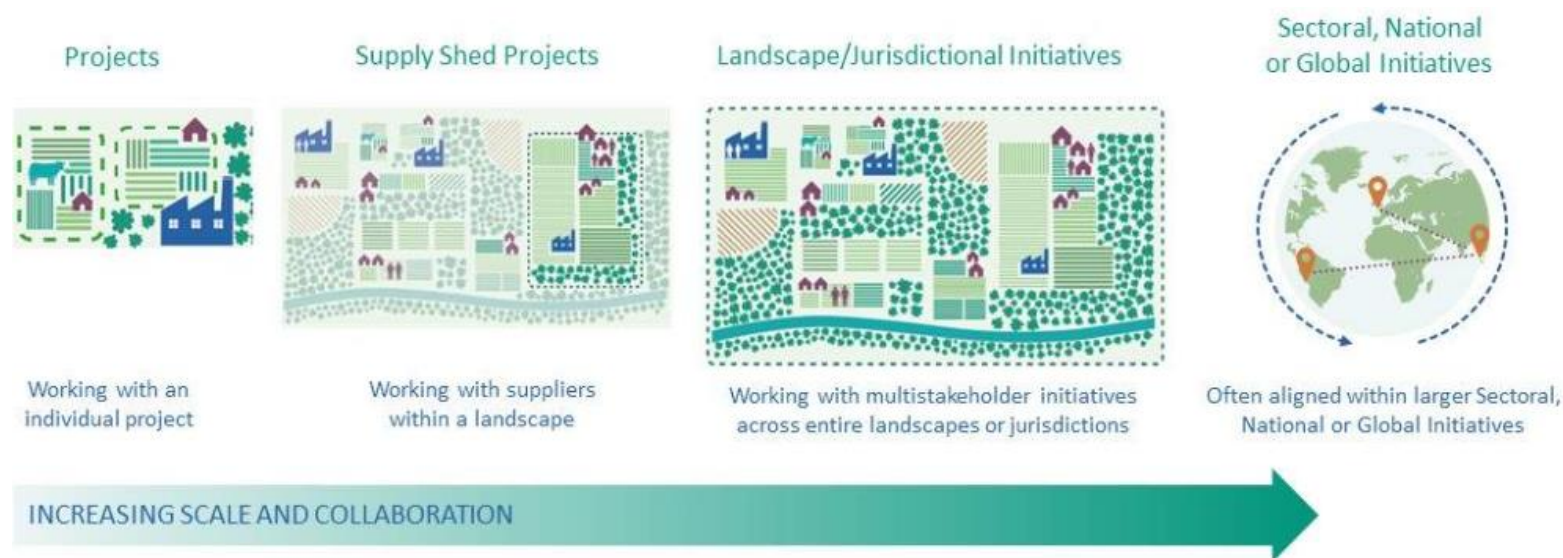 Projects
Supply Shed Projects
Landscape/Jurisdictional Initiatives
Sectoral, National
or Global Initiatives
Working with an
individual project
Working with suppliers
within a landscape
Working with multistakeholder initiatives
across entire landscapes or jurisdictions
Often aligned within larger Sectoral,
National or Global Initiatives
INCREASING SCALE AND COLLABORATION